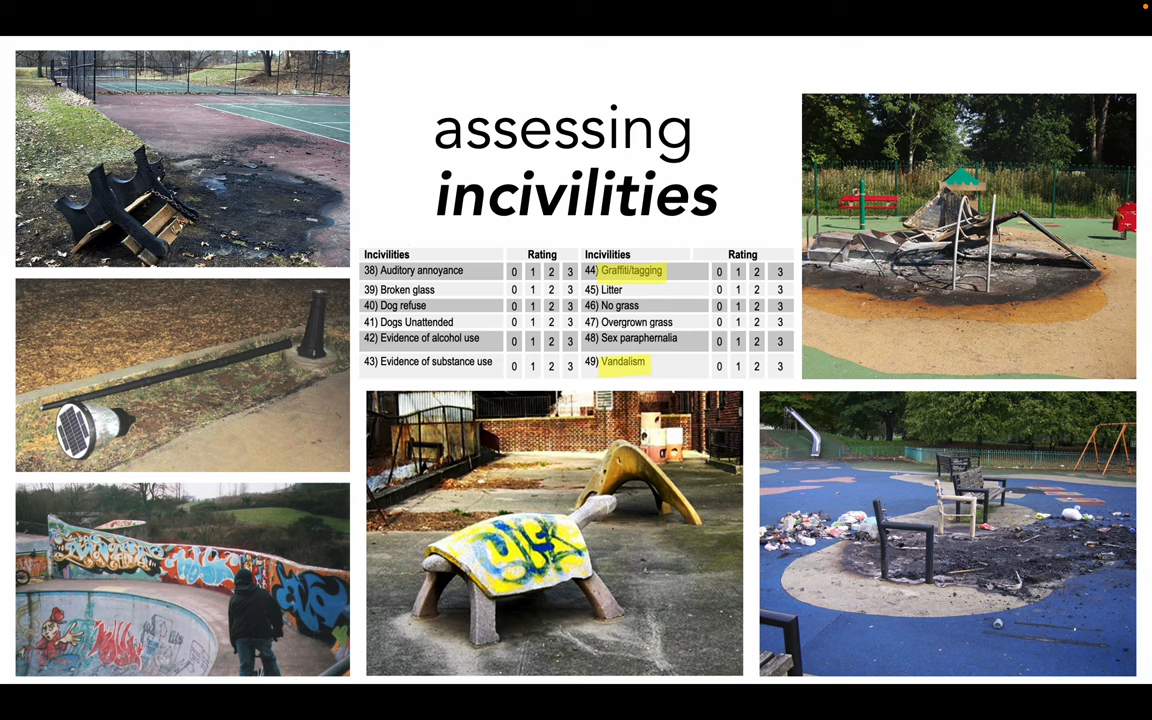 assessing
incivilities
Incivilities Rating Incivilities Rating
38) Auditory annoyance 0 1 2 3 44) Graffiti/tagging 0 1 2 3
39) Broken glass 0 1 2 3 45) Litter 0 1 2 3
40) Dog refuse 0 1 2 3 46) No grass 0 1 2 3
41) Dogs Unattended 0 1 2 3 47) Overgrown grass 0 1 2 3
42) Evidence of alcohol use 0 1 2 3 48) Sex paraphernalia 0 1 2 3
43) Evidence of substance use 0 1 2 3 49) Vandalism 0 1 2 3